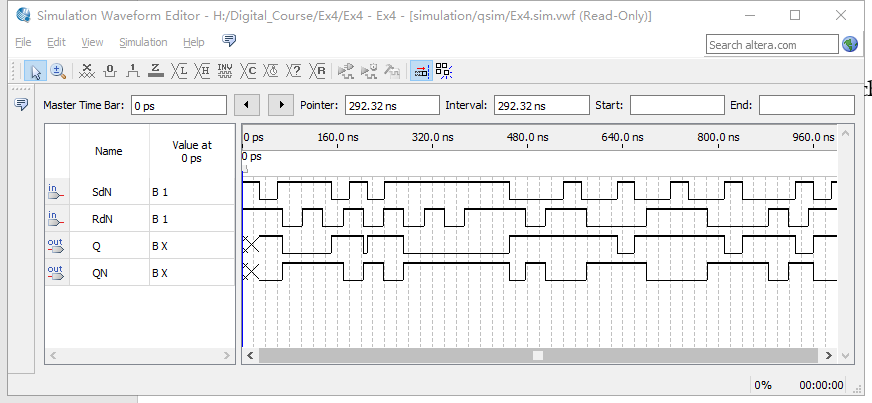 Simulation Waveform Editor - H:/Digital_Course/Ex4/Ex4 - Ex4 - [simulation/qsim/Ex4.sim.vwf (Read-Only)]
File Edit View Simulation Help
Search altera.com
Master Time Bar: 0 ps Pointer: 292.32 ns Interval: 292.32 ns Start: End:
Name Value at 0 ps
0 ps 160.0 ns 320.0 ns 480.0 ns 640.0 ns 800.0 ns 960.0 ns
0 ps
in SdN B 1
in RdN B 1
out Q B X
out QN B X
0% 00:00:00